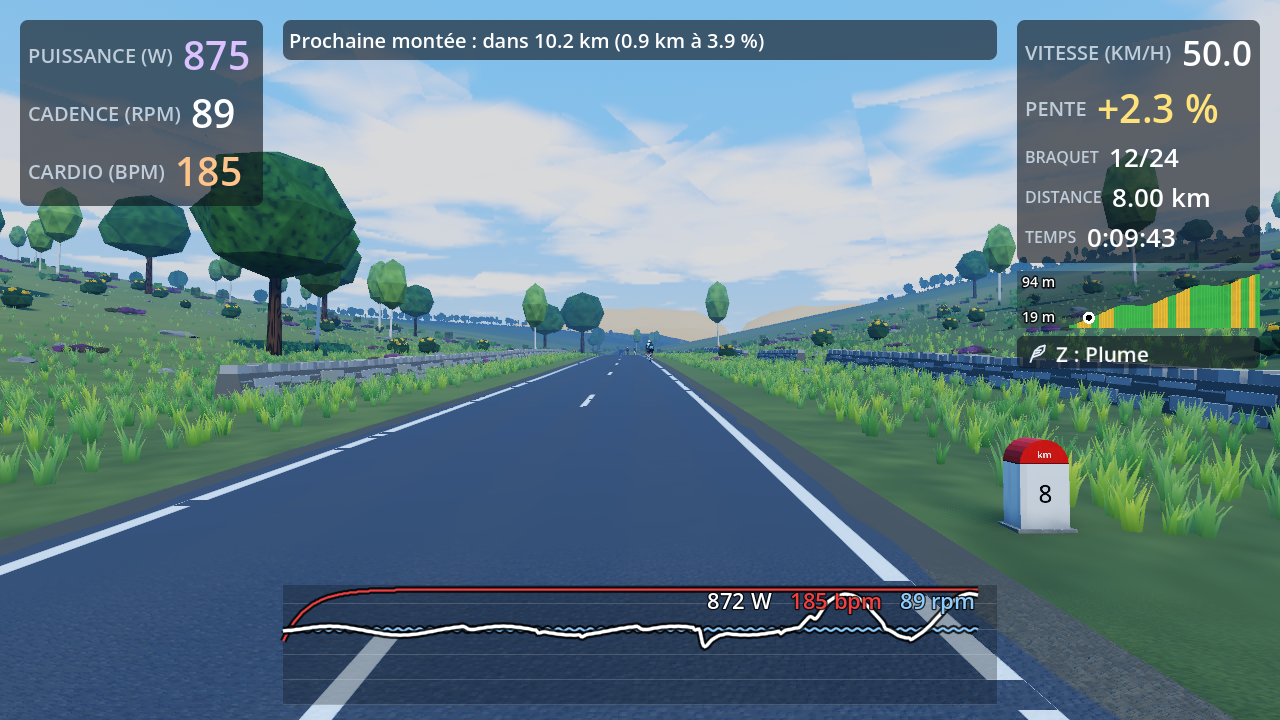 PUISSANCE (W) 875
CADENCE (RPM) 89
CARDIO (BPM) 185
Prochaine montée : dans 10.2 km (0.9 km à 3.9 %)
VITESSE (KM/H) 50.0
PENTE +2.3 %
BRAQUET 12/24
DISTANCE 8.00 km
TEMPS 0:09:43
94 m
19 m
Z : Plume
km
8
872 W 185 bpm 89 rpm